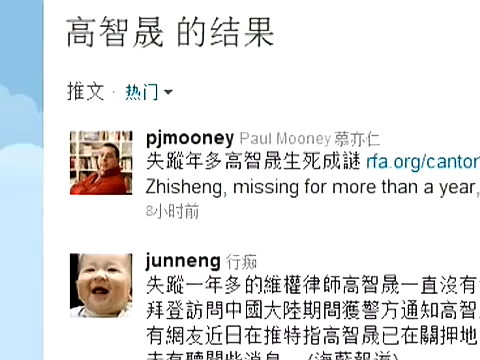 高智晟 的结果
推文 · 热门
pjmooney Paul Mooney 慕亦仁
失蹤年多高智晟生死成謎 rfa.org/canton
Zhisheng, missing for more than a year,
8小时前
junneng 行痴
失蹤一年多的維權律師高智晟一直沒有
拜登訪問中國大陸期間獲警方通知高智
有網友近日在推特指高智晟已在關押地